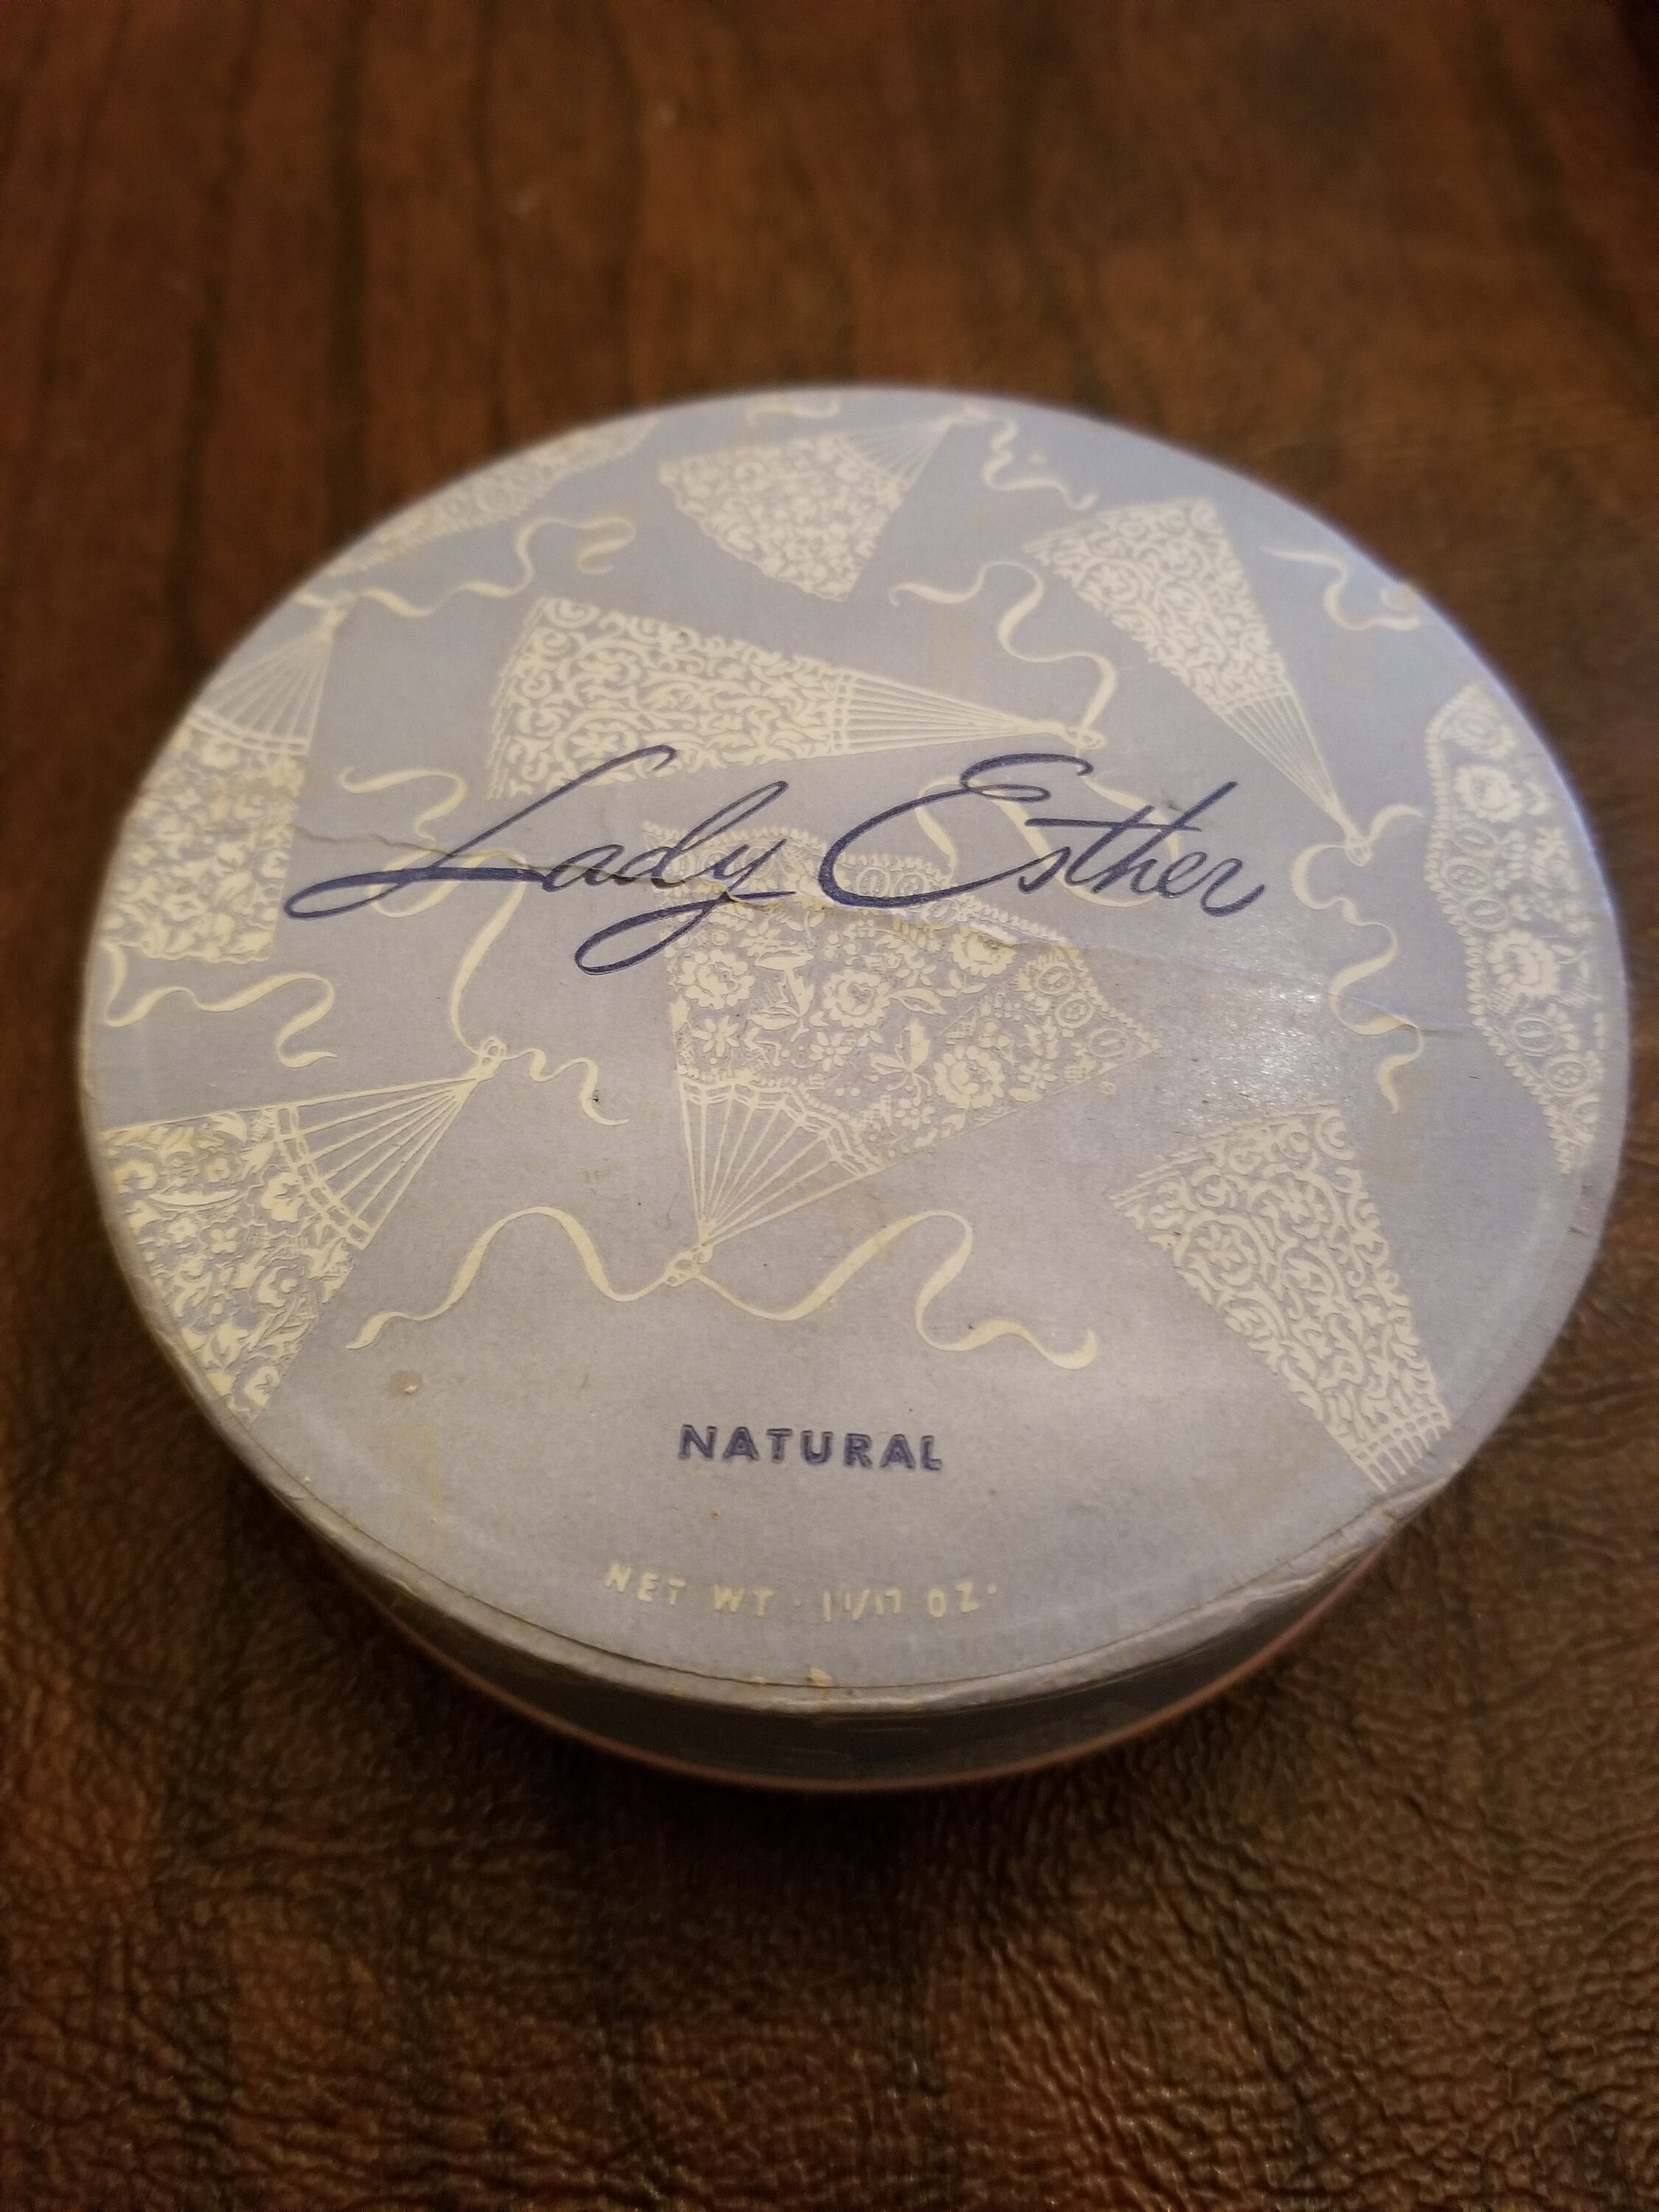 Lady Esther
NATURAL
NET WT · 1 1/17 OZ·